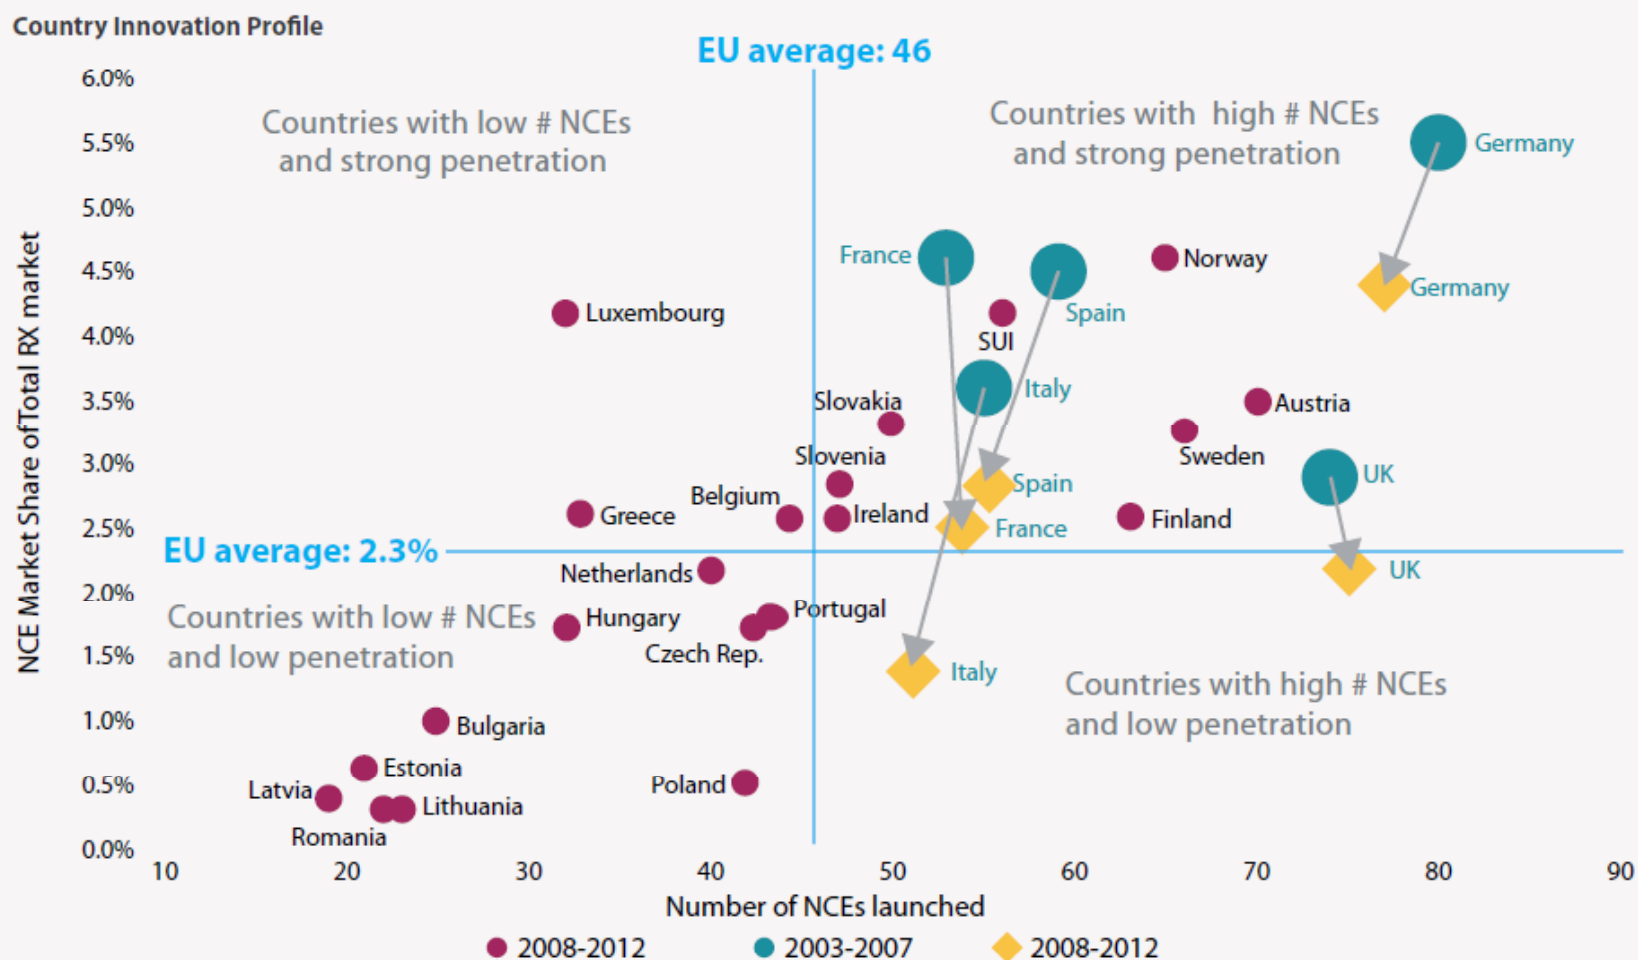 Country Innovation Profile
EU average: 46
6.0%
Countries with low # NCEs
and strong penetration
Countries with  high # NCEs
and strong penetration
5.5%
Germany
5.0%
France
Norway
4.5%
Spain
Germany
Luxembourg
4.0%
SUI
Italy
3.5%
Slovakia
Austria
3.0%
Slovenia
Sweden
UK
Belgium
Spain
2.5%
Greece
Ireland
France
Finland
EU average: 2.3%
Netherlands
UK
2.0%
Countries with low # NCEs
and low penetration
Hungary
Portugal
Czech Rep.
1.5%
Italy
Countries with high # NCEs
and low penetration
1.0%
Bulgaria
Estonia
0.5%
Latvia
Lithuania
Poland
Romania
0.0%
NCE Market Share ofTotal RX market
10 20 30 40 50 60 70 80 90
Number of NCEs launched
2008-2012 2003-2007 2008-2012